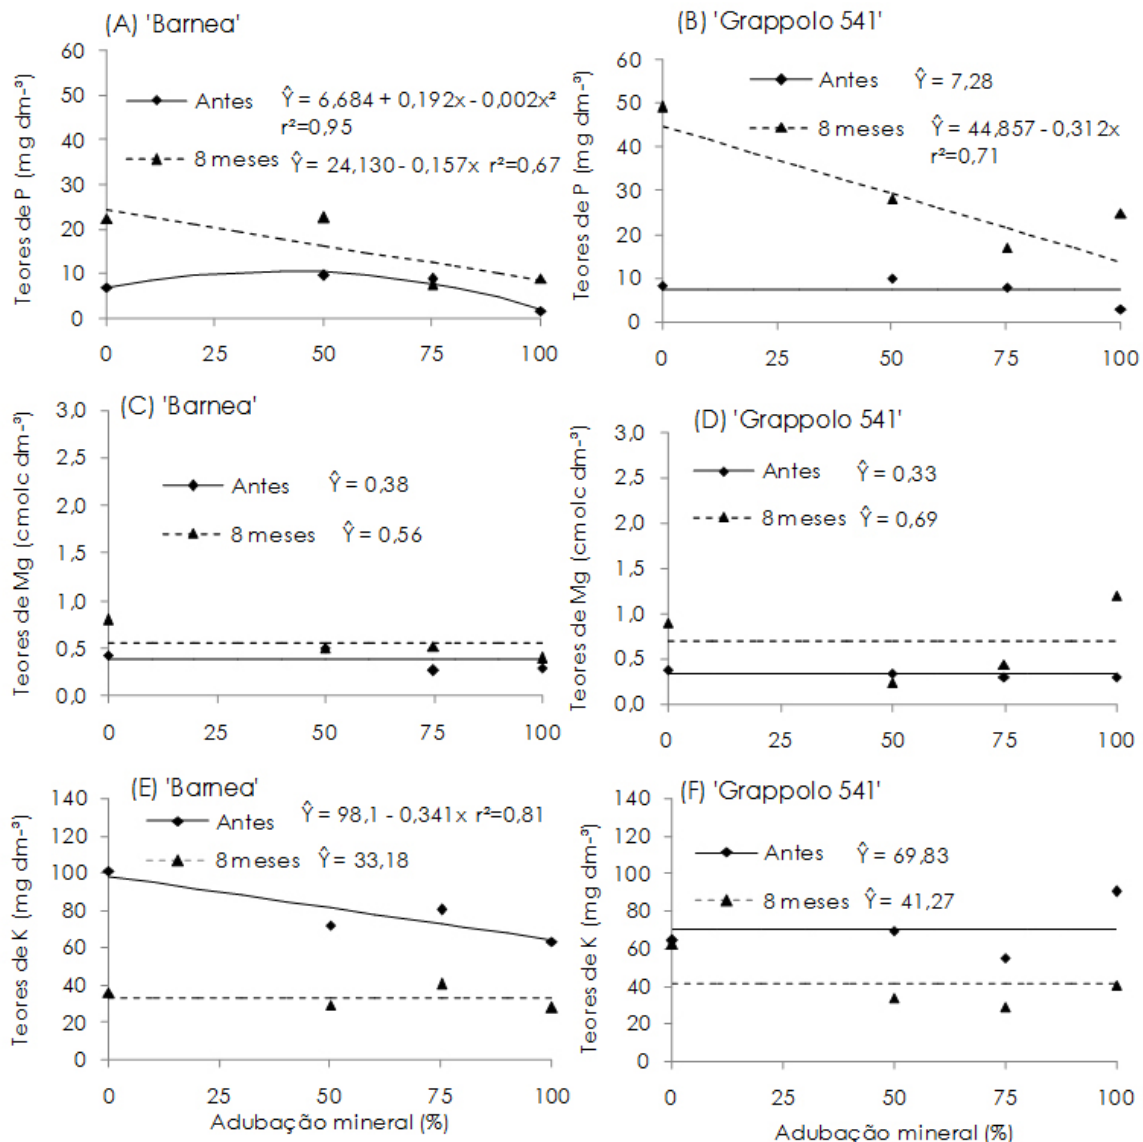 (A) 'Barnea'
Teores de P (mg dm-³)
60
50
40
30
20
10
0
Antes Ŷ = 6,684 + 0,192x - 0,002x²
r²=0,95
8 meses Ŷ = 24,130 - 0,157x r²=0,67
0 25 50 75 100
(B) 'Grappolo 541'
Teores de P (mg dm-³)
60
50
40
30
20
10
0
Antes Ŷ = 7,28
8 meses Ŷ = 44,857 - 0,312x
r²=0,71
0 25 50 75 100
(C) 'Barnea'
Teores de Mg (cmolc dm-³)
3,0
2,5
2,0
1,5
1,0
0,5
0,0
Antes Ŷ = 0,38
8 meses Ŷ = 0,56
0 25 50 75 100
(D) 'Grappolo 541'
Teores de Mg (cmolc dm-³)
3,0
2,5
2,0
1,5
1,0
0,5
0,0
Antes Ŷ = 0,33
8 meses Ŷ = 0,69
0 25 50 75 100
(E) 'Barnea'
Teores de K (mg dm-³)
140
120
100
80
60
40
20
0
Antes Ŷ = 98,1 - 0,341x r²=0,81
8 meses Ŷ = 33,18
0 25 50 75 100
Adubação mineral (%)
(F) 'Grappolo 541'
Teores de K (mg dm-³)
140
120
100
80
60
40
20
0
Antes Ŷ = 69,83
8 meses Ŷ = 41,27
0 25 50 75 100
Adubação mineral (%)